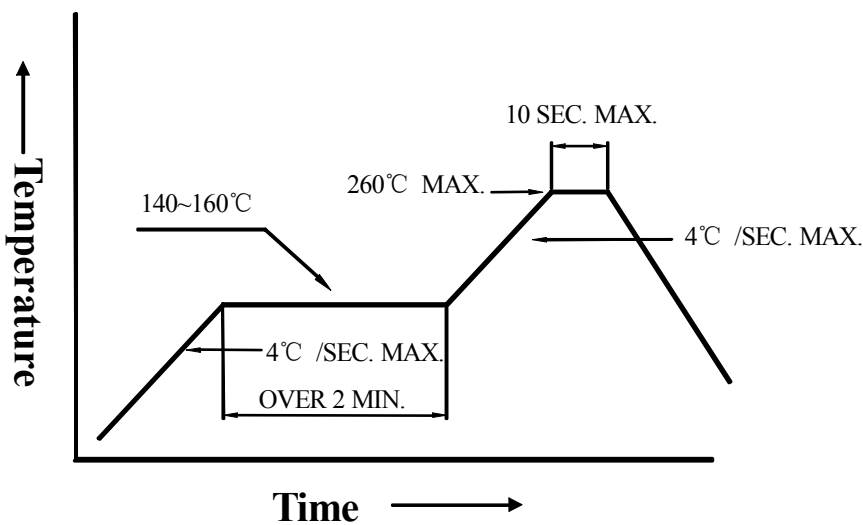 10 SEC. MAX.
260℃ MAX.
140~160℃
4℃ /SEC. MAX.
4℃ /SEC. MAX.
OVER 2 MIN.
Temperature
Time